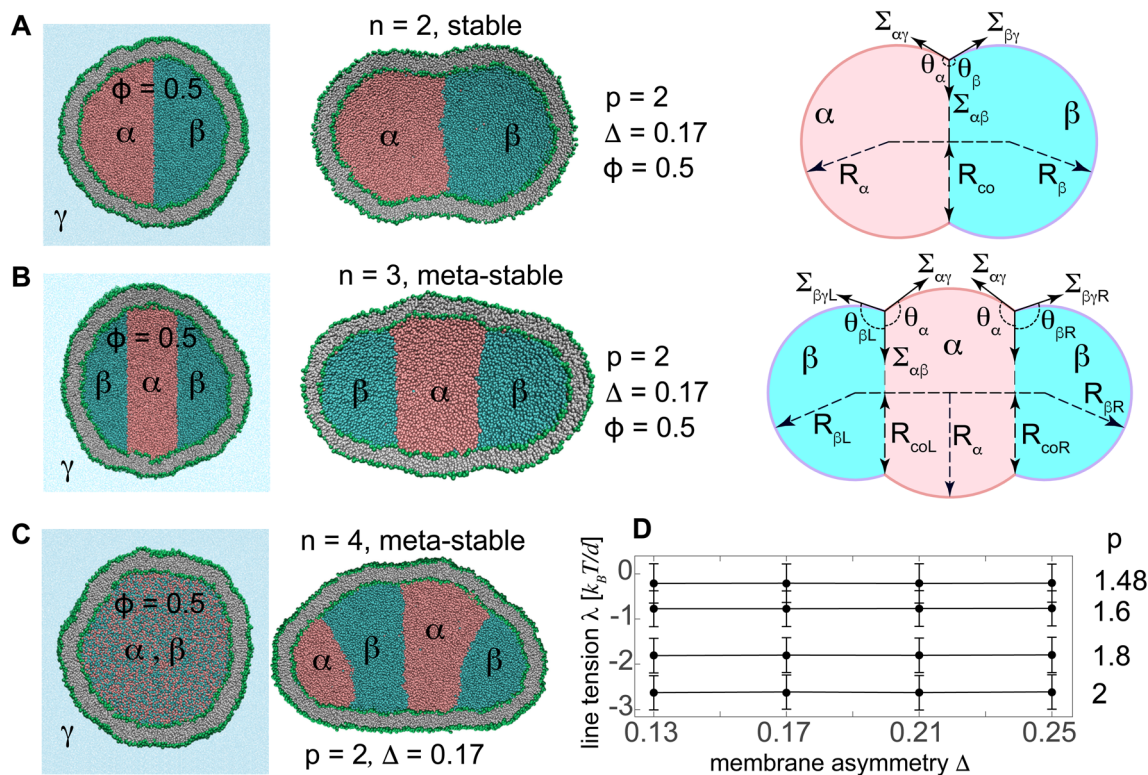 A
ϕ = 0.5
α β
γ
n = 2, stable
α β
p = 2
Δ = 0.17
ϕ = 0.5
Σαγ Σβγ
θα θβ
Σαβ
α β
Rα Rco Rβ
B
ϕ = 0.5
β α β
γ
n = 3, meta-stable
β α β
p = 2
Δ = 0.17
ϕ = 0.5
Σαγ Σαγ
ΣβγL ΣβγR
θβL θα θα θβR
β α β
Σαβ
RβL RcoL Rα RcoR RβR
C
ϕ = 0.5
α , β
γ
n = 4, meta-stable
α β α β
p = 2, Δ = 0.17
D
p
line tension λ [kBT/d]
0
-1
-2
-3
1.48
1.6
1.8
2
0.13 0.17 0.21 0.25
membrane asymmetry Δ